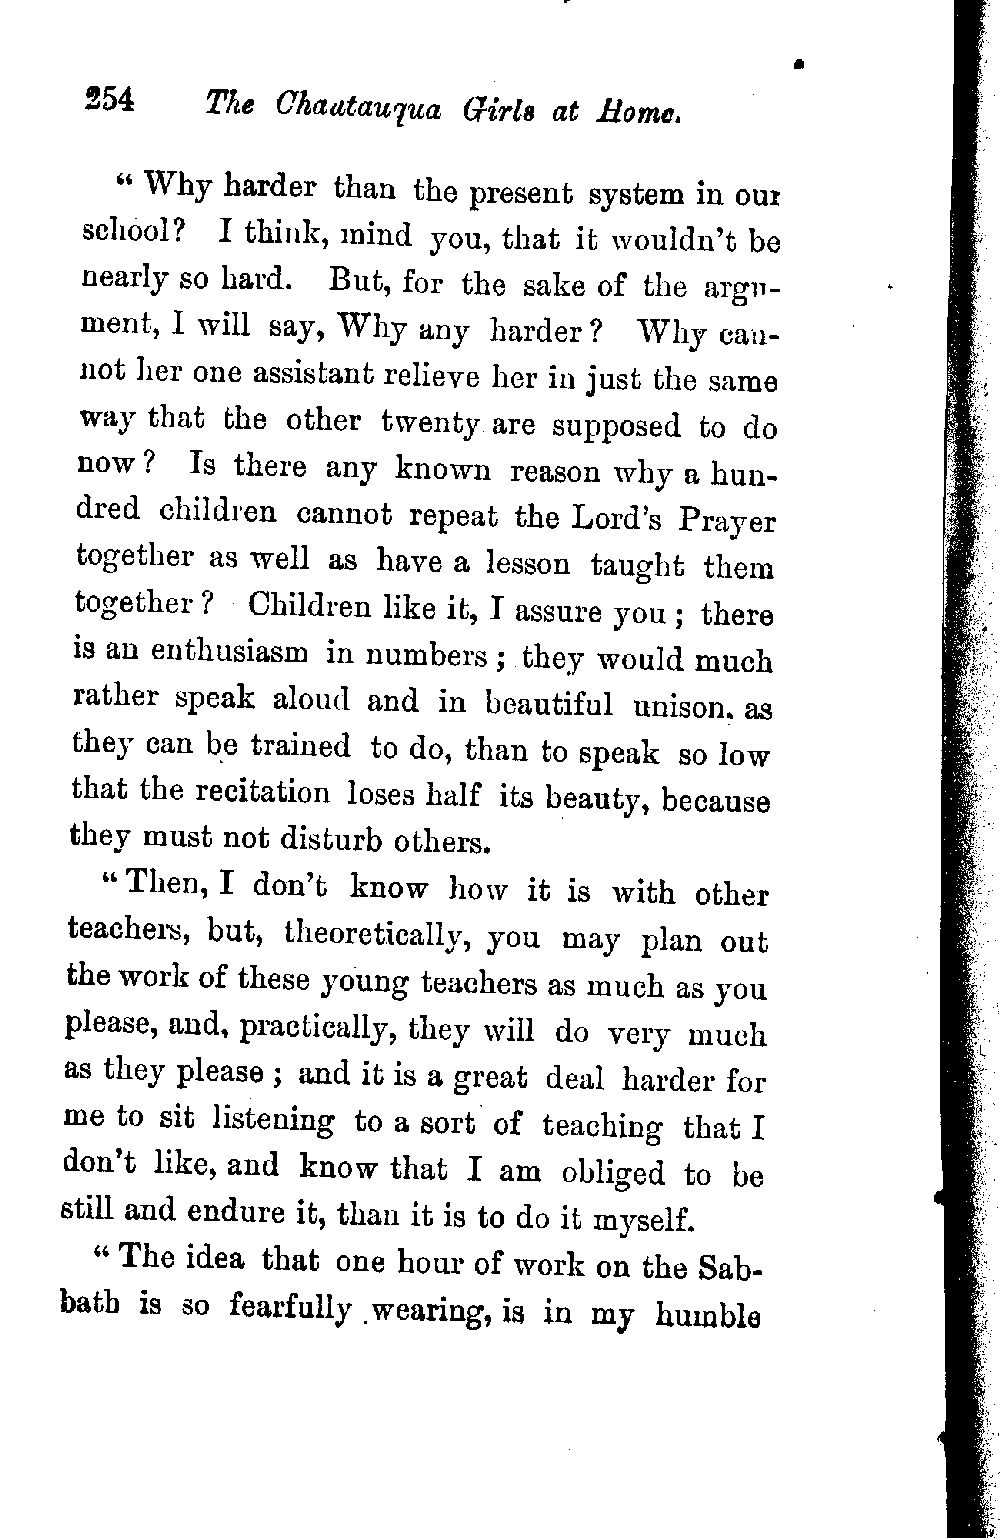 254 The Chautauqua Girls at Home.
“ Why harder than the present system in our
school? I think, mind you, that it wouldn’t be
nearly so hard. But, for the sake of the argu-
ment, I will say, Why any harder? Why can-
not her one assistant relieve her in just the same
way that the other twenty are supposed to do
now? Is there any known reason why a hun-
dred children cannot repeat the Lord’s Prayer
together as well as have a lesson taught them
together? Children like it, I assure you; there
is an enthusiasm in numbers; they would much
rather speak aloud and in beautiful unison. as
they can be trained to do, than to speak so low
that the recitation loses half its beauty, because
they must not disturb others.
“Then, I don’t know how it is with other
teachers, but, theoretically, you may plan out
the work of these young teachers as much as you
please, and, practically, they will do very much
as they please; and it is a great deal harder for
me to sit listening to a sort of teaching that I
don’t like, and know that I am obliged to be
still and endure it, than it is to do it myself.
“The idea that one hour of work on the Sab-
bath is so fearfully wearing, is in my humble